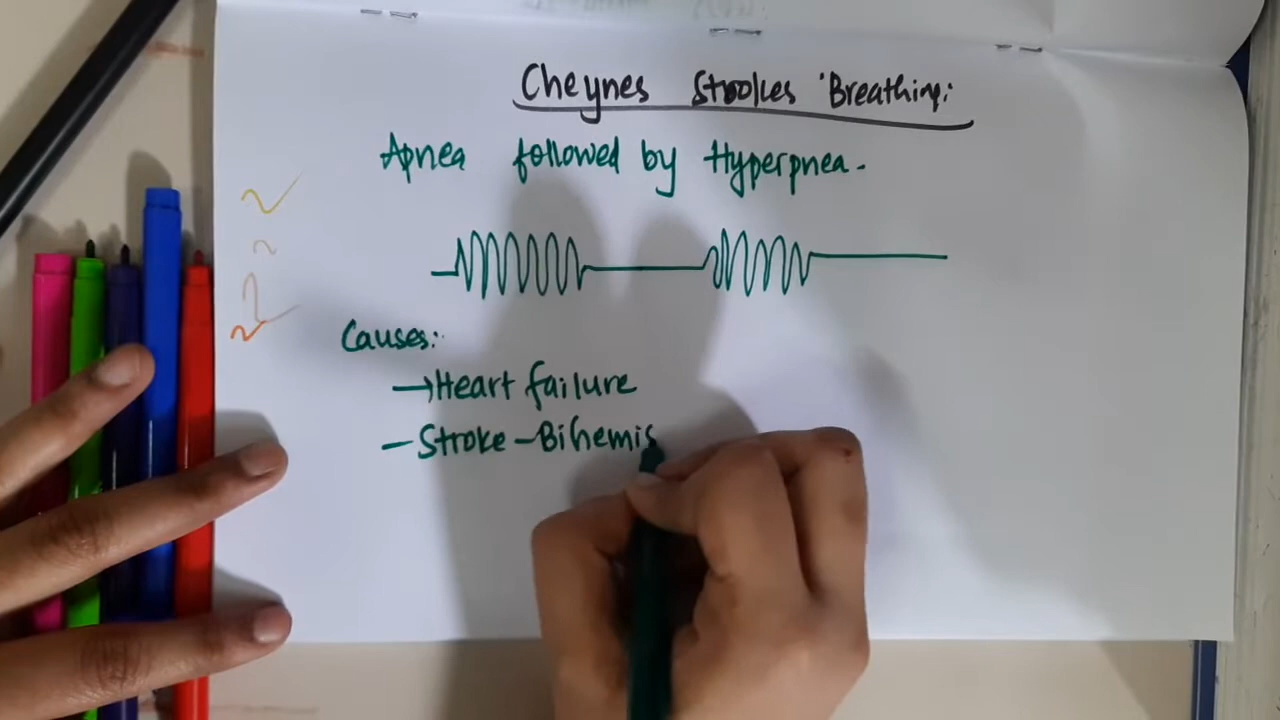 Cheynes Strokes Breathing:
Apnea followed by Hyperpnea.
Causes:
→Heart failure
– Stroke – Bihemis